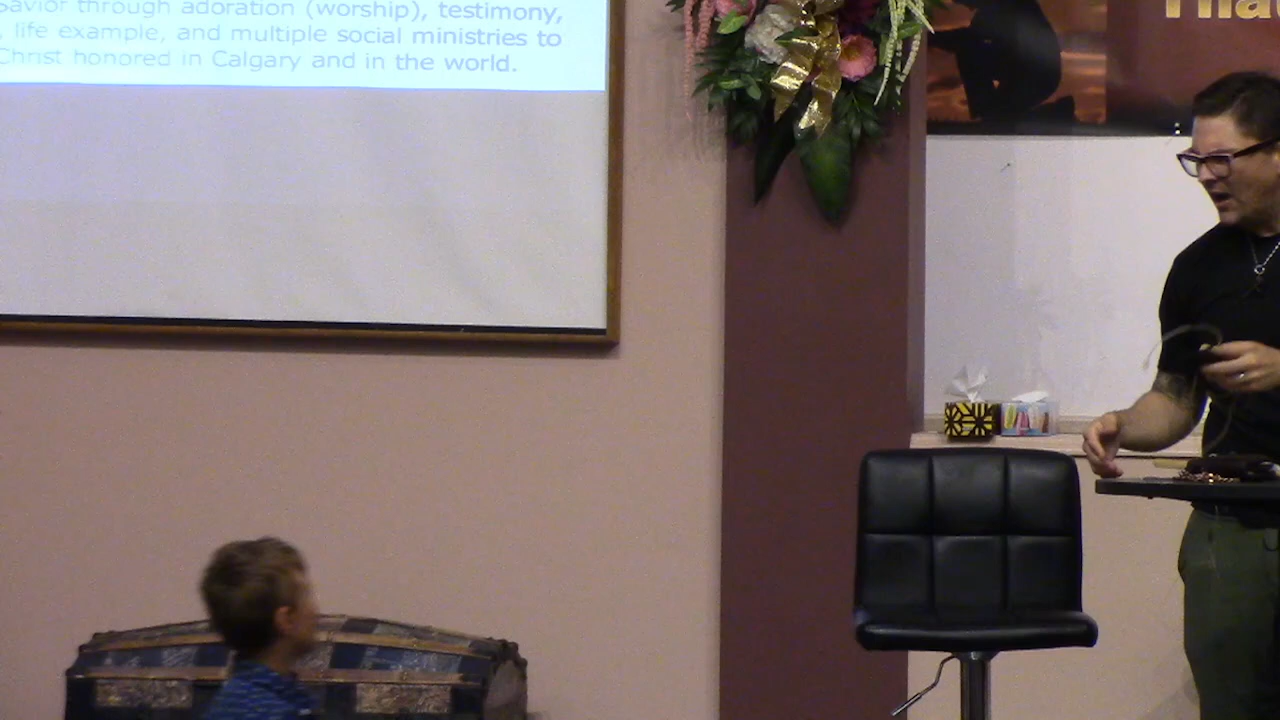 Savior through adoration (worship), testimony,
, life example, and multiple social ministries to
Christ honored in Calgary and in the world.